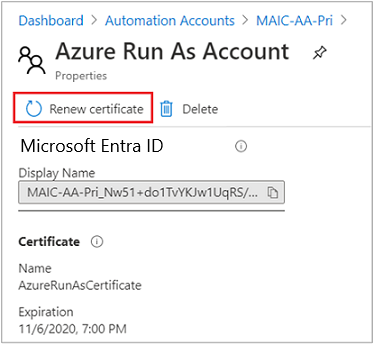 Dashboard > Automation Accounts > MAIC-AA-Pri >
Azure Run As Account
Properties
Renew certificate Delete
Microsoft Entra ID
Display Name
MAIC-AA-Pri_Nw51+do1TvYKJw1UqRS/...
Certificate
Name
AzureRunAsCertificate
Expiration
11/6/2020, 7:00 PM